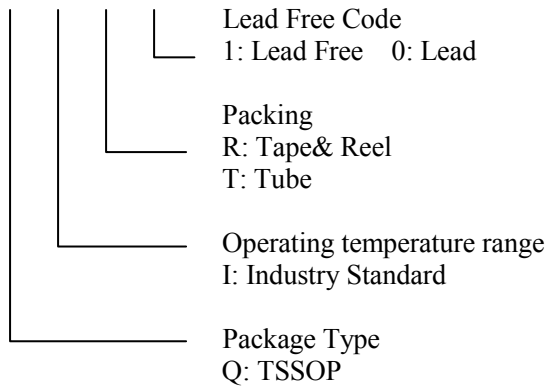 Lead Free Code
1: Lead Free 0: Lead
Packing
R: Tape& Reel
T: Tube
Operating temperature range
I: Industry Standard
Package Type
Q: TSSOP